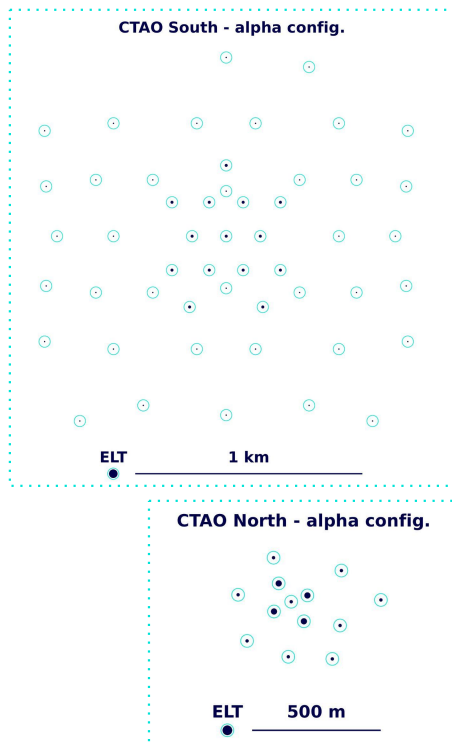 CTAO South - alpha config.
ELT
1 km
CTAO North - alpha config.
ELT
500 m